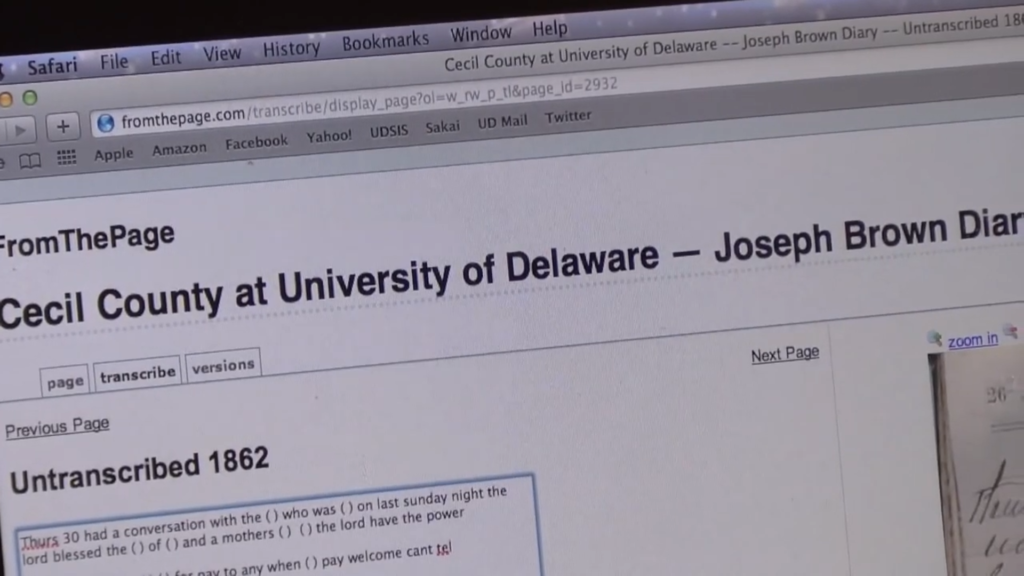 Safari File Edit View History Bookmarks Window Help
Cecil County at University of Delaware -- Joseph Brown Diary -- Untranscribed 186
fromthepage.com/transcribe/display_page?ol=w_rw_p_tl&page_id=2932
Apple Amazon Facebook Yahoo! UDSIS Sakai UD Mail Twitter
FromThePage
Cecil County at University of Delaware — Joseph Brown Diar
page transcribe versions
Next Page
zoom in
Previous Page
Untranscribed 1862
Thurs 30 had a conversation with the ( ) who was ( ) on last sunday night the
lord blessed the ( ) of ( ) and a mothers ( ) ( ) the lord have the power
for pay to any when ( ) pay welcome cant tel
26